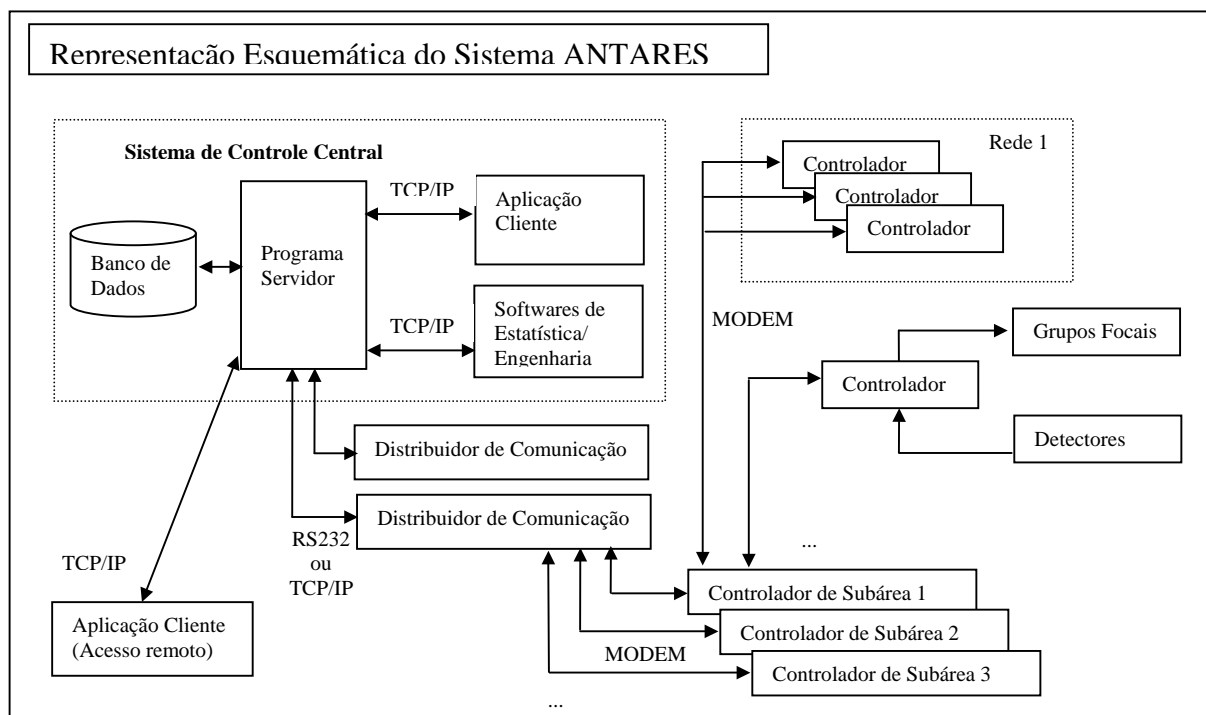 Representação Esquemática do Sistema ANTARES
Sistema de Controle Central
Rede 1
Controlador
Controlador
Controlador
TCP/IP
Aplicação
Cliente
Programa
Servidor
Banco de
Dados
TCP/IP
Softwares de
Estatística/
Engenharia
MODEM
Grupos Focais
Controlador
Detectores
Distribuidor de Comunicação
Distribuidor de Comunicação
RS232
ou
TCP/IP
TCP/IP
...
Aplicação Cliente
(Acesso remoto)
Controlador de Subárea 1
Controlador de Subárea 2
Controlador de Subárea 3
MODEM
...